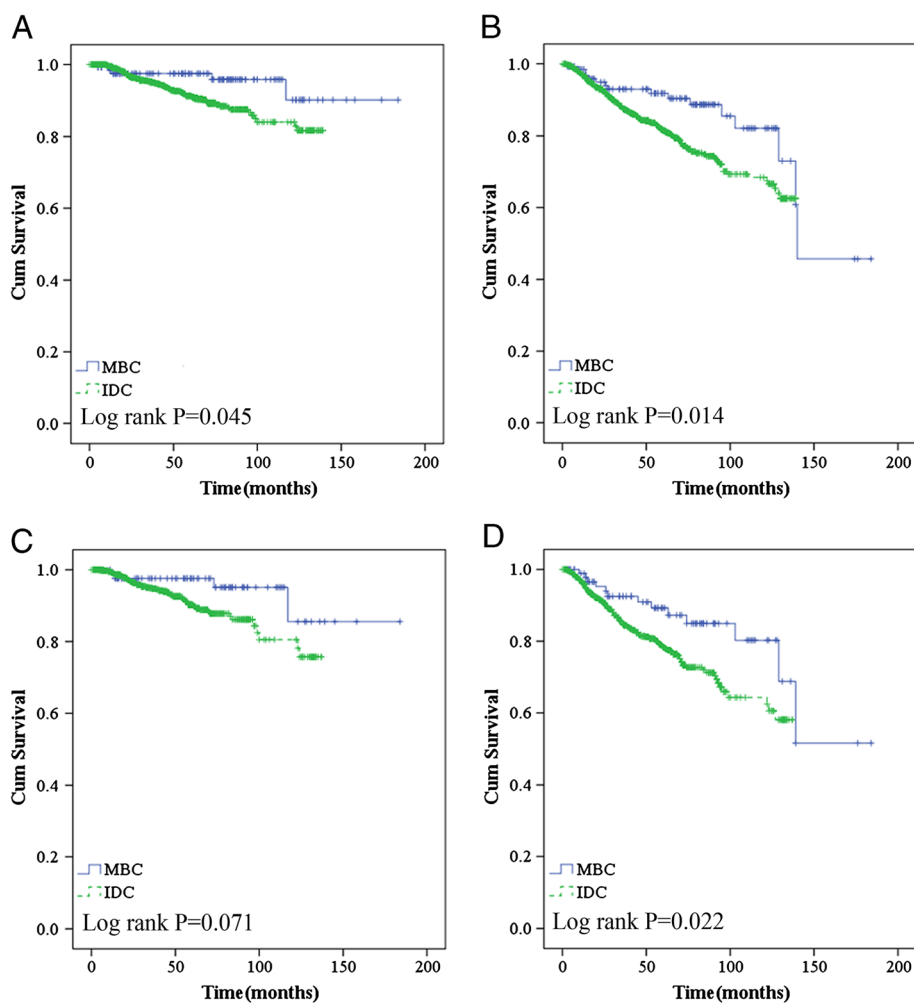 A
Cum Survival
1.0
0.8
0.6
0.4
0.2
0.0
MBC
IDC
Log rank P=0.045
0 50 100 150 200
Time(months)
B
Cum Survival
1.0
0.8
0.6
0.4
0.2
0.0
MBC
IDC
Log rank P=0.014
0 50 100 150 200
Time(months)
C
Cum Survival
1.0
0.8
0.6
0.4
0.2
0.0
MBC
IDC
Log rank P=0.071
0 50 100 150 200
Time(months)
D
Cum Survival
1.0
0.8
0.6
0.4
0.2
0.0
MBC
IDC
Log rank P=0.022
0 50 100 150 200
Time(months)